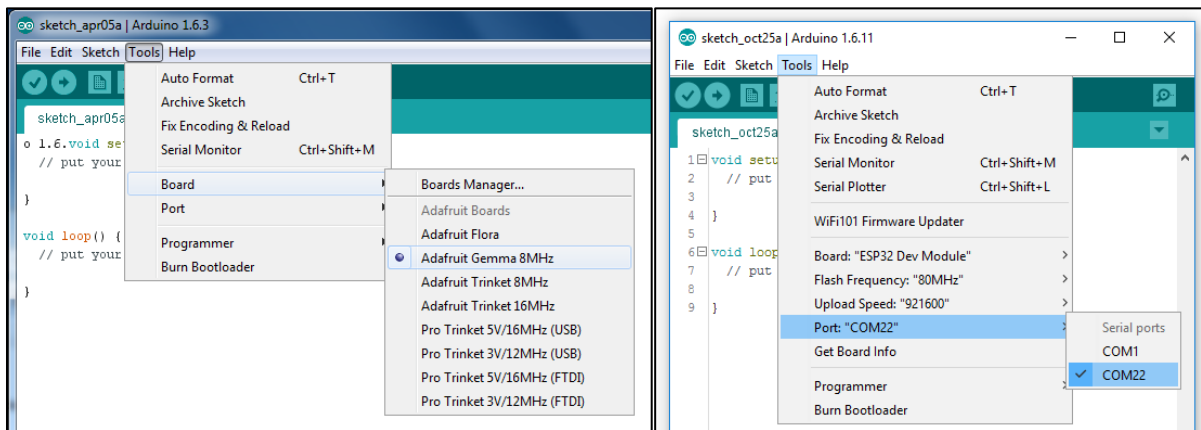 sketch_apr05a | Arduino 1.6.3
File Edit Sketch Tools Help
Auto Format Ctrl+T
Archive Sketch
sketch_apr05a
Fix Encoding & Reload
o 1.6.void se
Serial Monitor Ctrl+Shift+M
// put your
Board
Boards Manager...
}
Port
Adafruit Boards
void loop() {
Programmer
Adafruit Flora
// put your
Burn Bootloader
Adafruit Gemma 8MHz
}
Adafruit Trinket 8MHz
Adafruit Trinket 16MHz
Pro Trinket 5V/16MHz (USB)
Pro Trinket 3V/12MHz (USB)
Pro Trinket 5V/16MHz (FTDI)
Pro Trinket 3V/12MHz (FTDI)
sketch_oct25a | Arduino 1.6.11
File Edit Sketch Tools Help
Auto Format Ctrl+T
Archive Sketch
sketch_oct25a
Fix Encoding & Reload
1 void setu
Serial Monitor Ctrl+Shift+M
2 // put
Serial Plotter Ctrl+Shift+L
3
4 }
WiFi101 Firmware Updater
5
6 void loop
Board: "ESP32 Dev Module"
7 // put
Flash Frequency: "80MHz"
8
Upload Speed: "921600"
9 }
Port: "COM22"
Serial ports
Get Board Info
COM1
COM22
Programmer
Burn Bootloader